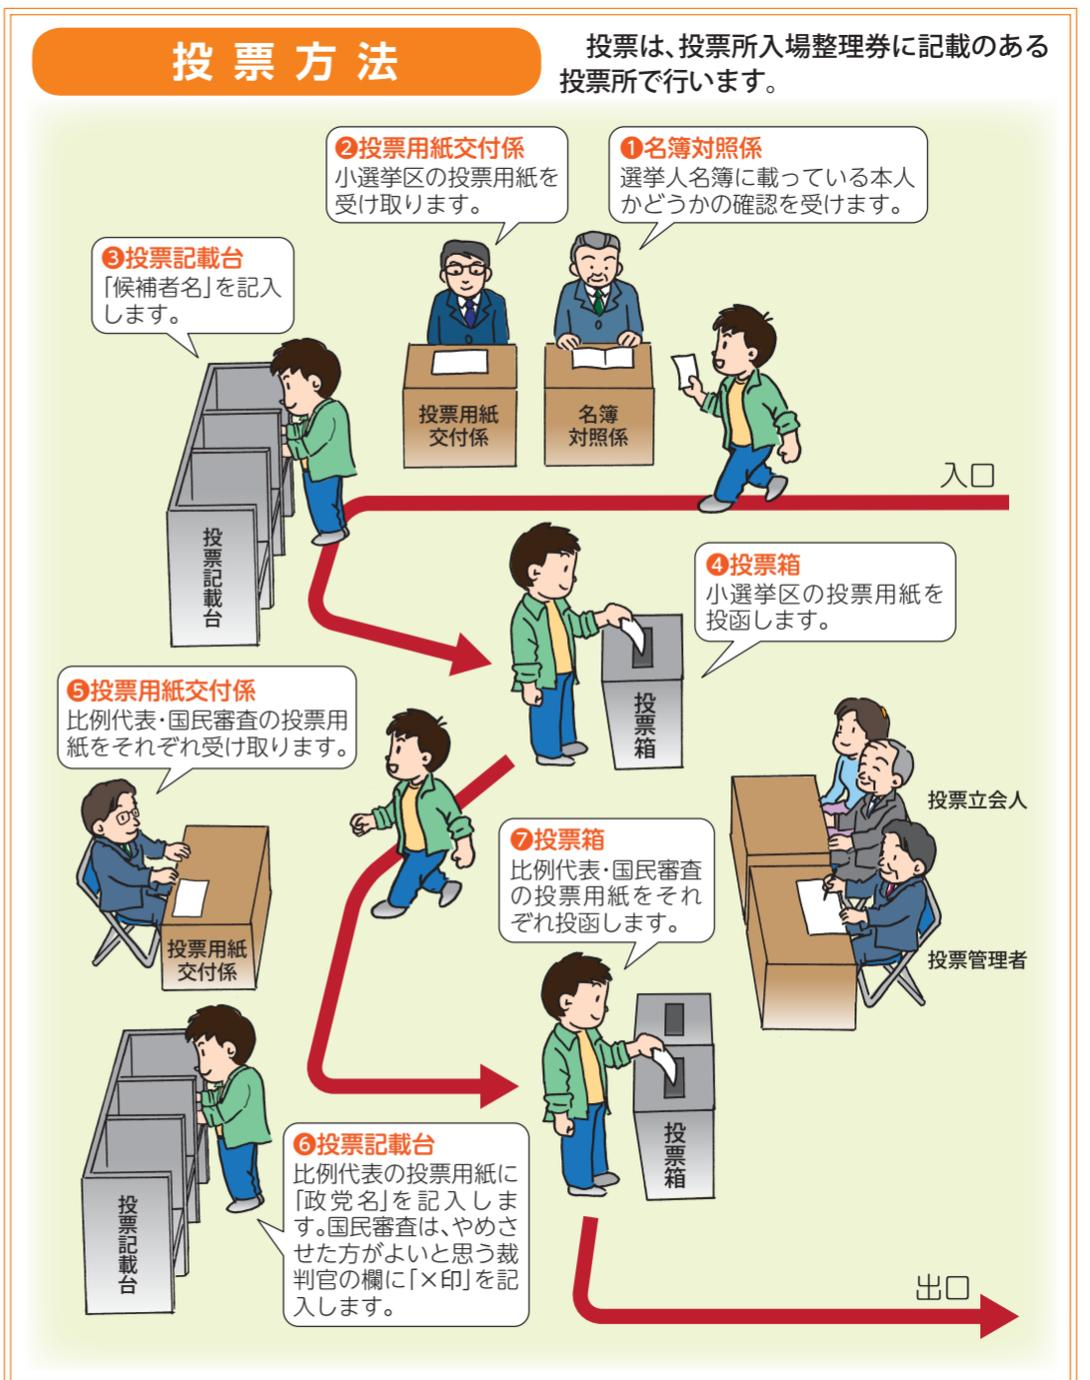 投票方法
投票は、投票所入場整理券に記載のある
投票所で行います。
❶名簿対照係
選挙人名簿に載っている本人
かどうかの確認を受けます。
❷投票用紙交付係
小選挙区の投票用紙を
受け取ります。
❸投票記載台
「候補者名」を記入
します。
投票用紙
交付係
名簿
対照係
入口
投票記載台
❹投票箱
小選挙区の投票用紙を
投函します。
投票箱
❺投票用紙交付係
比例代表・国民審査の投票用
紙をそれぞれ受け取ります。
投票用紙
交付係
投票立会人
投票管理者
❻投票記載台
比例代表の投票用紙に
「政党名」を記入しま
す。国民審査は、やめさ
せた方がよいと思う裁
判官の欄に「×印」を記
入します。
投票記載台
❼投票箱
比例代表・国民審査
の投票用紙をそれ
ぞれ投函します。
投票箱
出口